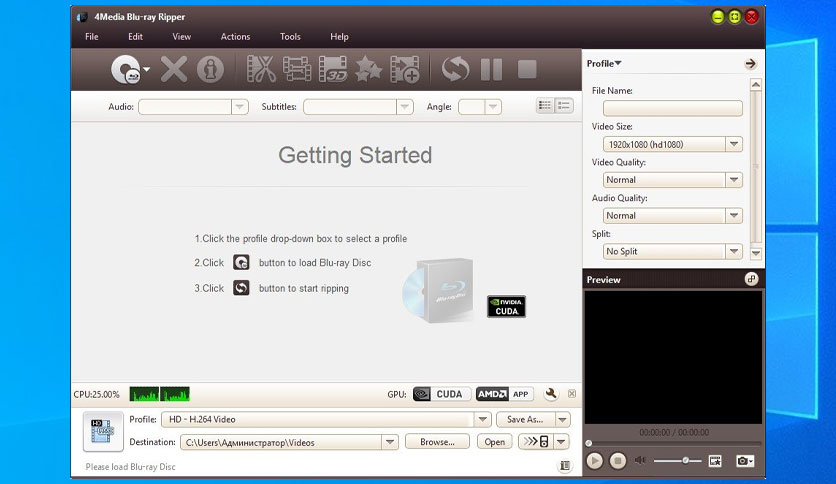 4Media Blu-ray Ripper
File Edit View Actions Tools Help
3D
Audio: Subtitles: Angle:
Getting Started
1.Click the profile drop-down box to select a profile
2.Click button to load Blu-ray Disc
3.Click button to start ripping
Blu-ray Disc
NVIDIA
CUDA
Profile
File Name:
Video Size:
1920x1080 (hd1080)
Video Quality:
Normal
Audio Quality:
Normal
Split:
No Split
Preview
00:00:00 / 00:00:00
CPU:25.00% GPU: CUDA AMD APP
HD
Profile: HD - H.264 Video Save As...
Destination: C:\Users\Администратор\Videos Browse... Open
Please load Blu-ray Disc